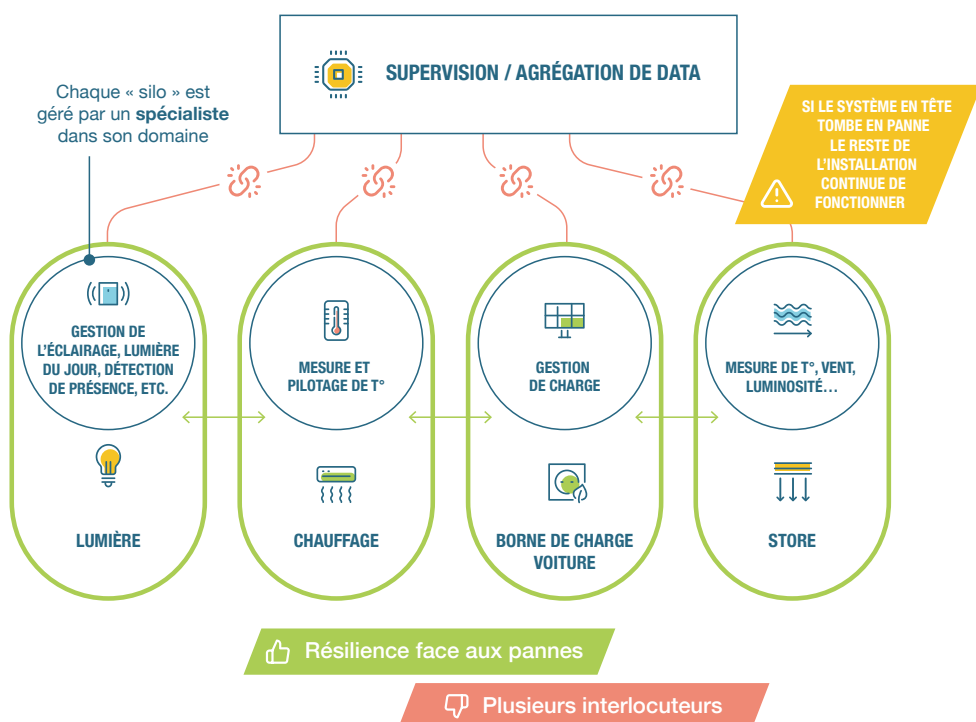 SUPERVISION / AGRÉGATION DE DATA
Chaque « silo » est
géré par un spécialiste
dans son domaine
SI LE SYSTÈME EN TÊTE
TOMBE EN PANNE
LE RESTE DE
L'INSTALLATION
CONTINUE DE
FONCTIONNER
GESTION DE
L'ÉCLAIRAGE, LUMIÈRE
DU JOUR, DÉTECTION
DE PRÉSENCE, ETC.
LUMIÈRE
MESURE ET
PILOTAGE DE T°
CHAUFFAGE
GESTION
DE CHARGE
BORNE DE CHARGE
VOITURE
MESURE DE T°, VENT,
LUMINOSITÉ…
STORE
Résilience face aux pannes
Plusieurs interlocuteurs